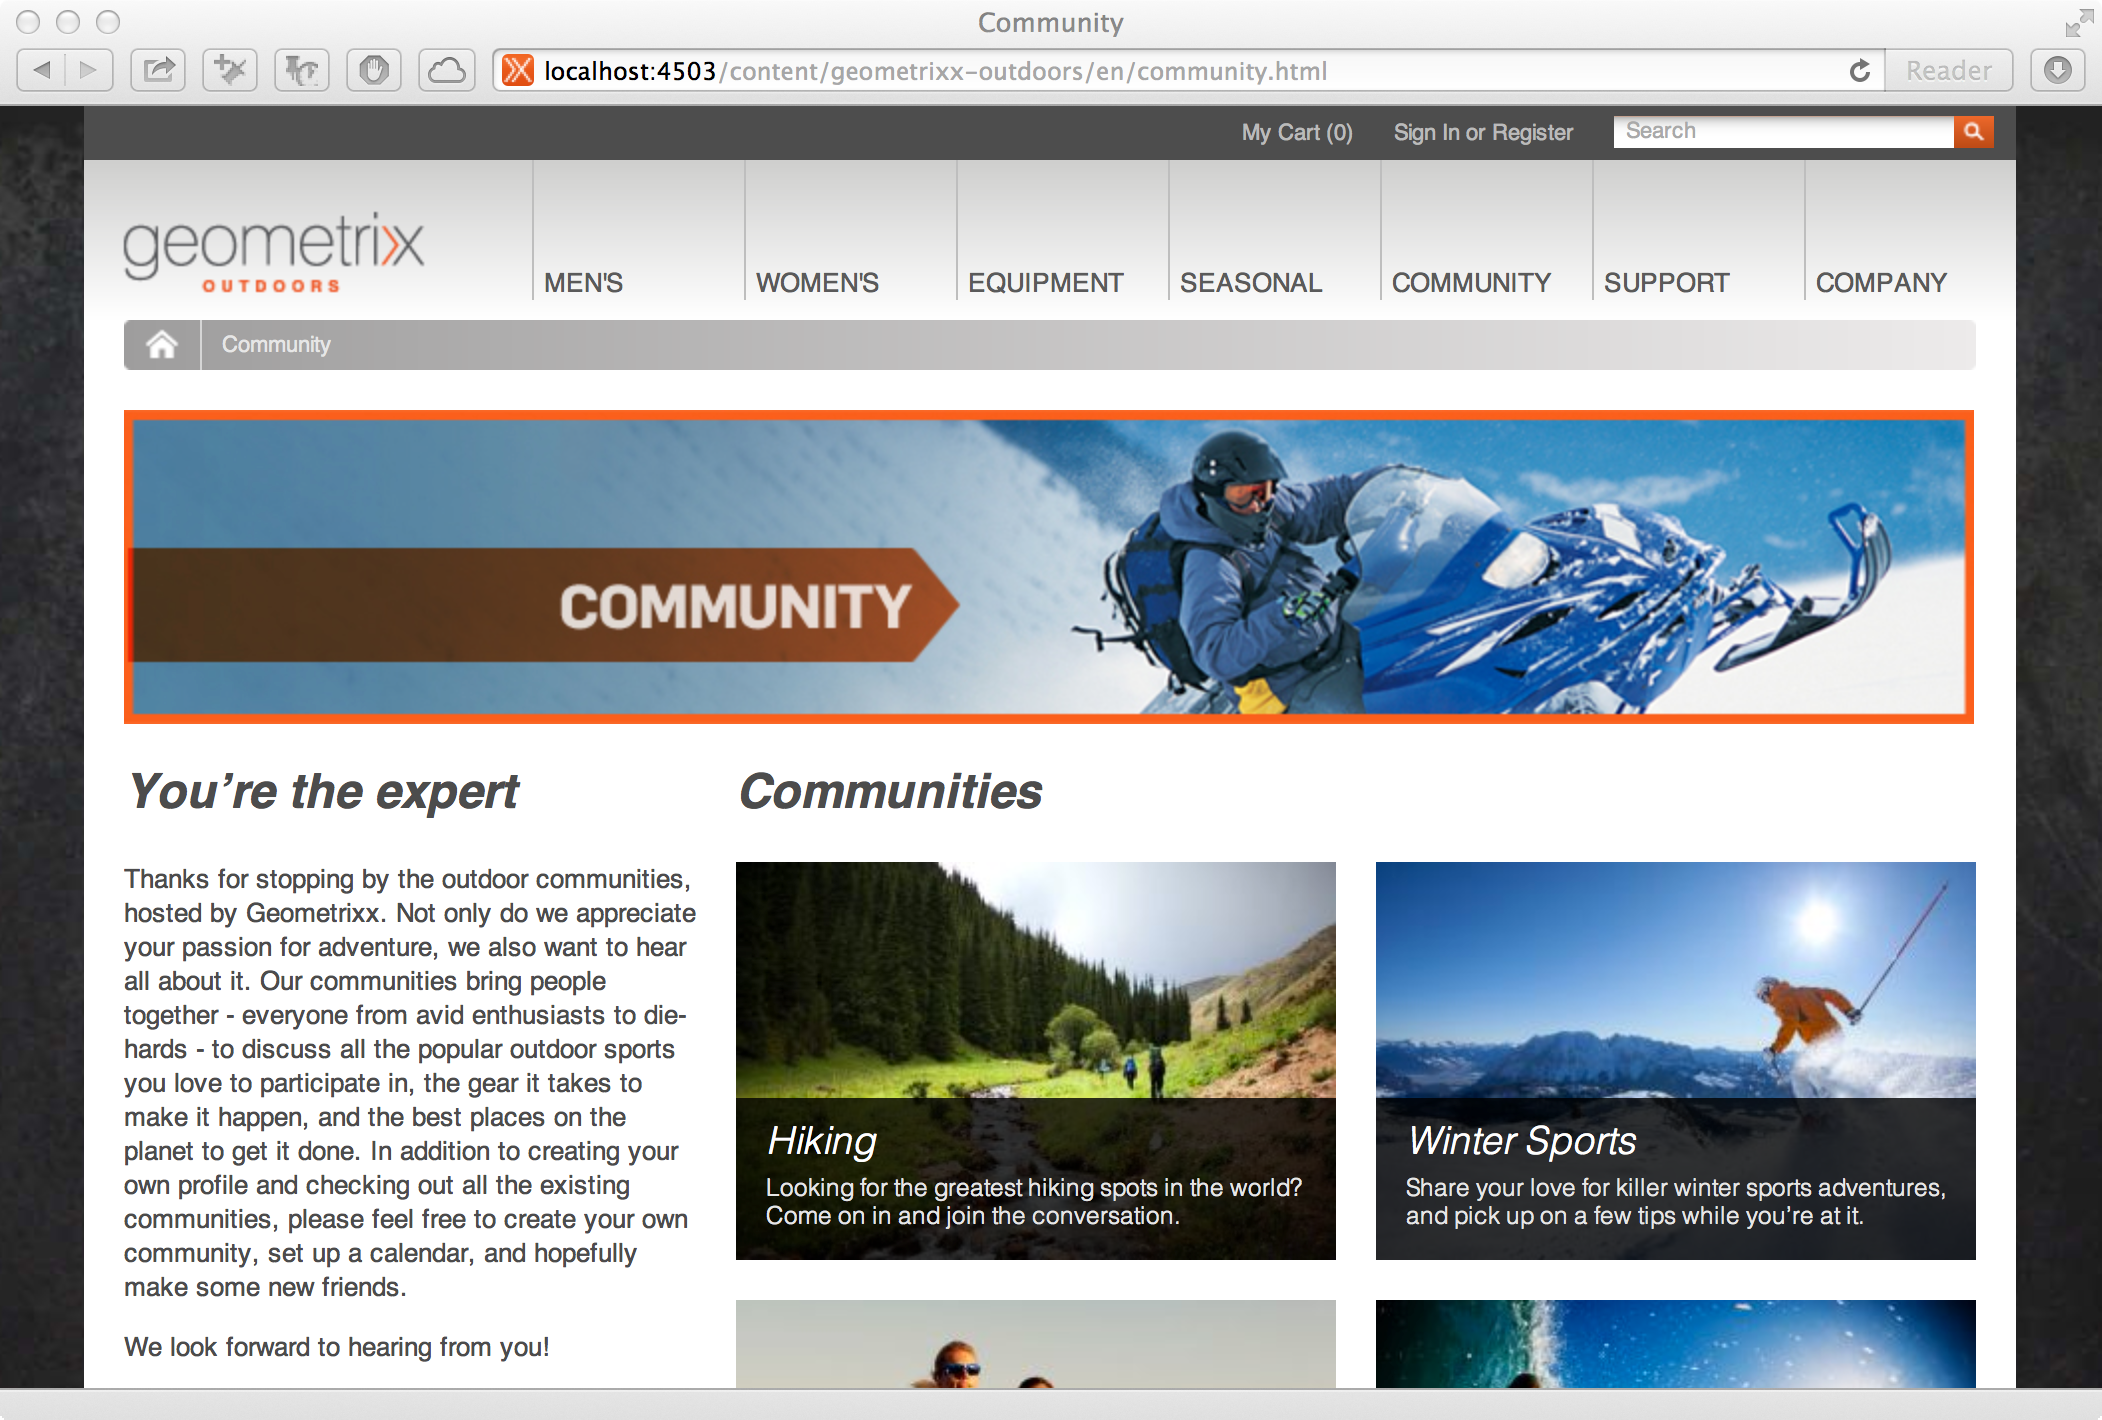 Community
localhost:4503/content/geometrixx-outdoors/en/community.html
Reader
My Cart (0)
Sign In or Register
Search
geometrixx
OUTDOORS
MEN'S
WOMEN'S
EQUIPMENT
SEASONAL
COMMUNITY
SUPPORT
COMPANY
Community
COMMUNITY
You’re the expert
Thanks for stopping by the outdoor communities,
hosted by Geometrixx. Not only do we appreciate
your passion for adventure, we also want to hear
all about it. Our communities bring people
together - everyone from avid enthusiasts to die-
hards - to discuss all the popular outdoor sports
you love to participate in, the gear it takes to
make it happen, and the best places on the
planet to get it done. In addition to creating your
own profile and checking out all the existing
communities, please feel free to create your own
community, set up a calendar, and hopefully
make some new friends.
We look forward to hearing from you!
Communities
Hiking
Looking for the greatest hiking spots in the world?
Come on in and join the conversation.
Winter Sports
Share your love for killer winter sports adventures,
and pick up on a few tips while you’re at it.